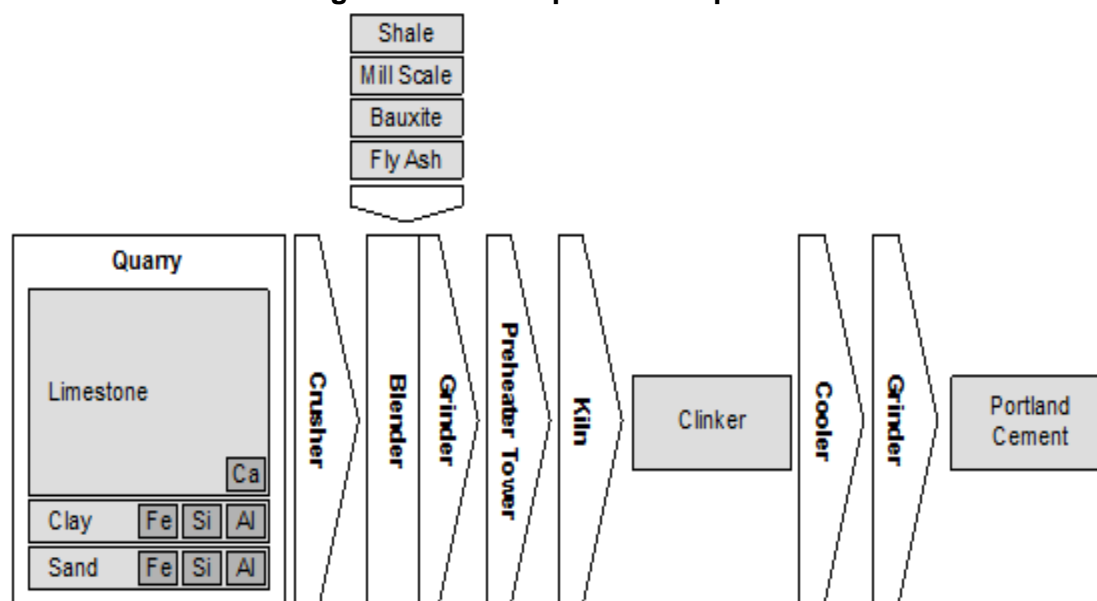 Shale
Mill Scale
Bauxite
Fly Ash
Quarry
Limestone
Ca
Clay Fe Si Al
Sand Fe Si Al
Crusher
Blender
Grinder
Preheater Tower
Kiln
Clinker
Cooler
Grinder
Portland
Cement